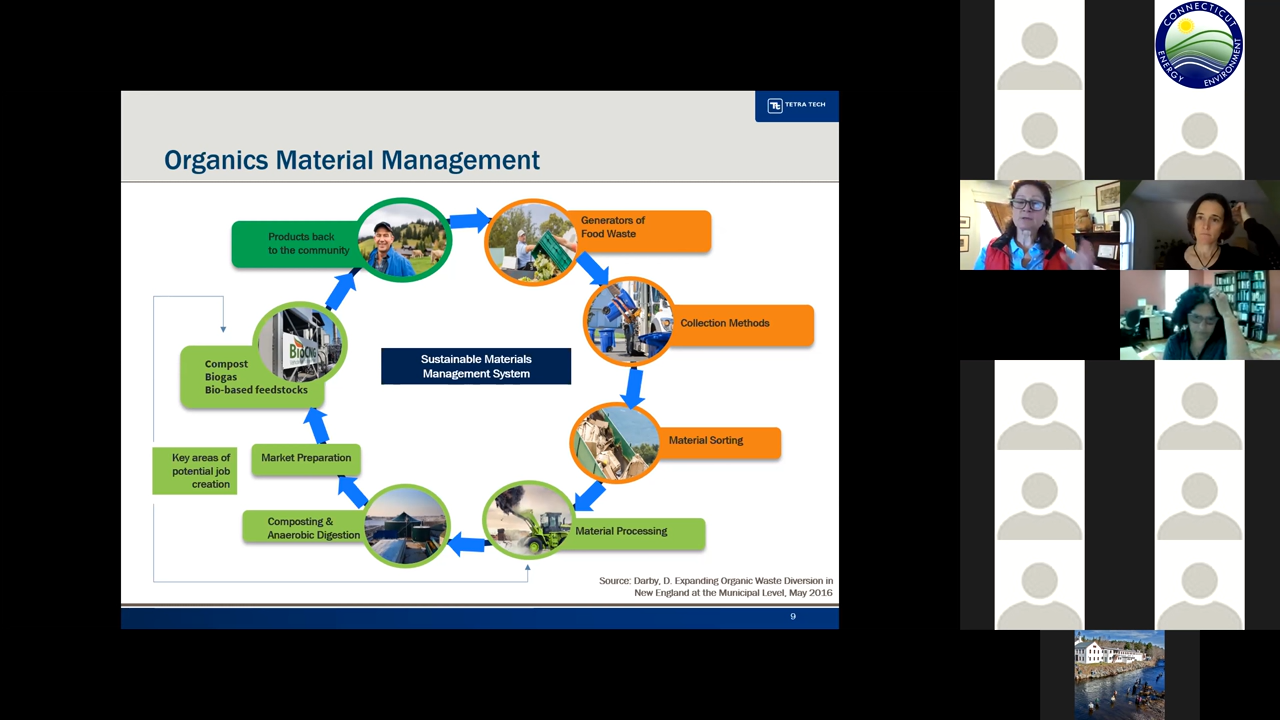 TETRA TECH
Organics Material Management
Products back
to the community
Generators of
Food Waste
Collection Methods
Sustainable Materials
Management System
Compost
Biogas
Bio-based feedstocks
BioCNG
Material Sorting
Key areas of
potential job
creation
Market Preparation
Composting &
Anaerobic Digestion
Material Processing
Source: Darby, D. Expanding Organic Waste Diversion in
New England at the Municipal Level, May 2016
9
CONNECTICUT
ENERGY ENVIRONMENT